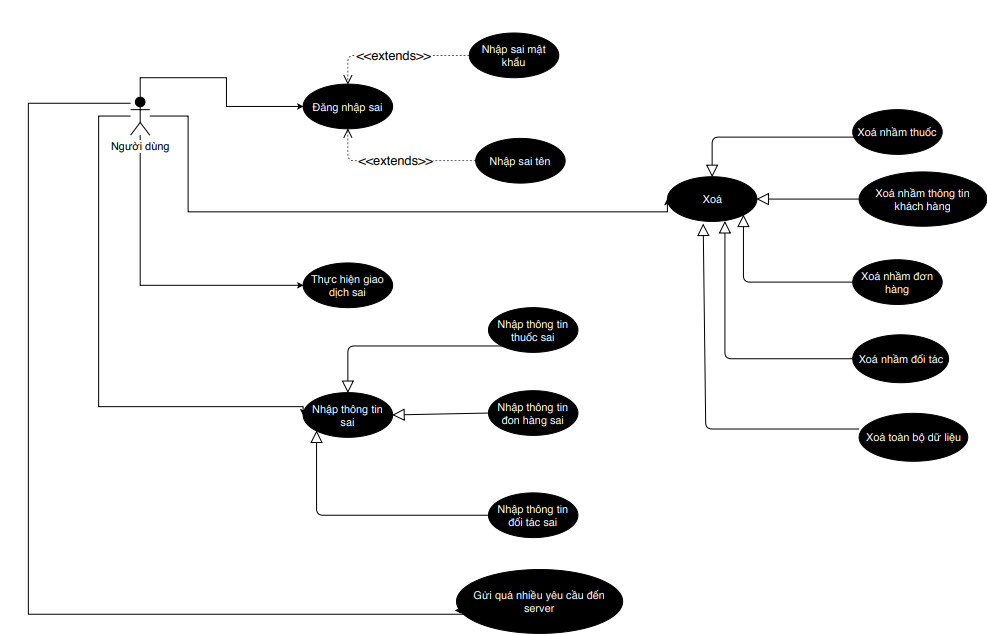 Nhập sai mật
khẩu
<<extends>>
Đăng nhập sai
Người dùng
<<extends>>
Nhập sai tên
Xoá nhầm thuốc
Xoá
Xoá nhầm thông tin
khách hàng
Thực hiện giao
dịch sai
Xoá nhầm đơn
hàng
Nhập thông tin
thuốc sai
Xoá nhầm đối tác
Nhập thông tin
sai
Nhập thông tin
đon hàng sai
Xoá toàn bộ dữ liệu
Nhập thông tin
đối tác sai
Gửi quá nhiều yêu cầu đến
server